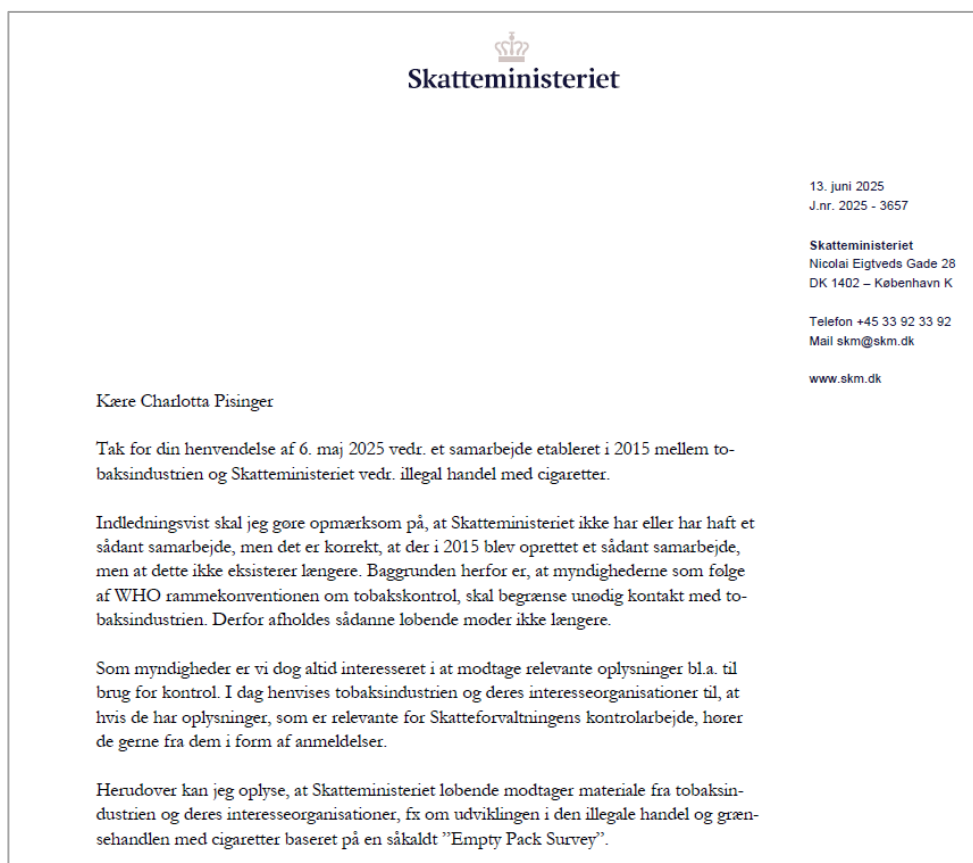 Skatteministeriet
13. juni 2025
J.nr. 2025 - 3657
Skatteministeriet
Nicolai Eigtveds Gade 28
DK 1402 – København K
Telefon +45 33 92 33 92
Mail skm@skm.dk
www.skm.dk
Kære Charlotta Pisinger
Tak for din henvendelse af 6. maj 2025 vedr. et samarbejde etableret i 2015 mellem to-
baksindustrien og Skatteministeriet vedr. illegal handel med cigaretter.
Indledningsvist skal jeg gøre opmærksom på, at Skatteministeriet ikke har eller har haft et
sådant samarbejde, men det er korrekt, at der i 2015 blev oprettet et sådant samarbejde,
men at dette ikke eksisterer længere. Baggrunden herfor er, at myndighederne som følge
af WHO rammekonventionen om tobakskontrol, skal begrænse unødig kontakt med to-
baksindustrien. Derfor afholdes sådanne løbende møder ikke længere.
Som myndigheder er vi dog altid interesseret i at modtage relevante oplysninger bl.a. til
brug for kontrol. I dag henvises tobaksindustrien og deres interesseorganisationer til, at
hvis de har oplysninger, som er relevante for Skatteforvaltningens kontrolarbejde, hører
de gerne fra dem i form af anmeldelser.
Herudover kan jeg oplyse, at Skatteministeriet løbende modtager materiale fra tobaksin-
dustrien og deres interesseorganisationer, fx om udviklingen i den illegale handel og græn-
sehandlen med cigaretter baseret på en såkaldt ”Empty Pack Survey”.